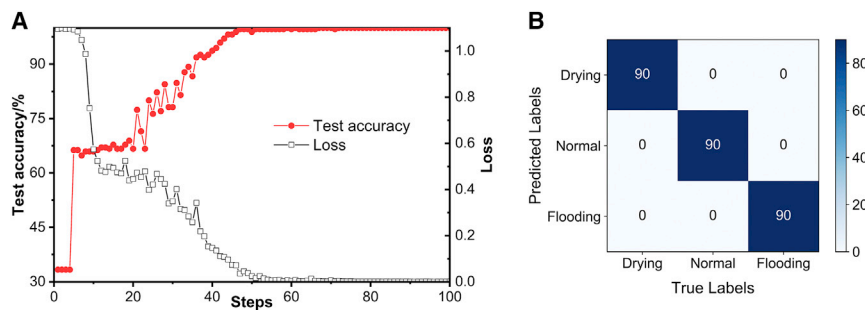 A
Test accuracy/%
90
75
60
45
30
0
20
40
60
80
100
Steps
1.0
0.8
0.6
0.4
0.2
0.0
Loss
Test accuracy
Loss
B
Predicted Labels
Drying
90 0 0
Normal
0 90 0
Flooding
0 0 90
Drying Normal Flooding
True Labels
80
60
40
20
0